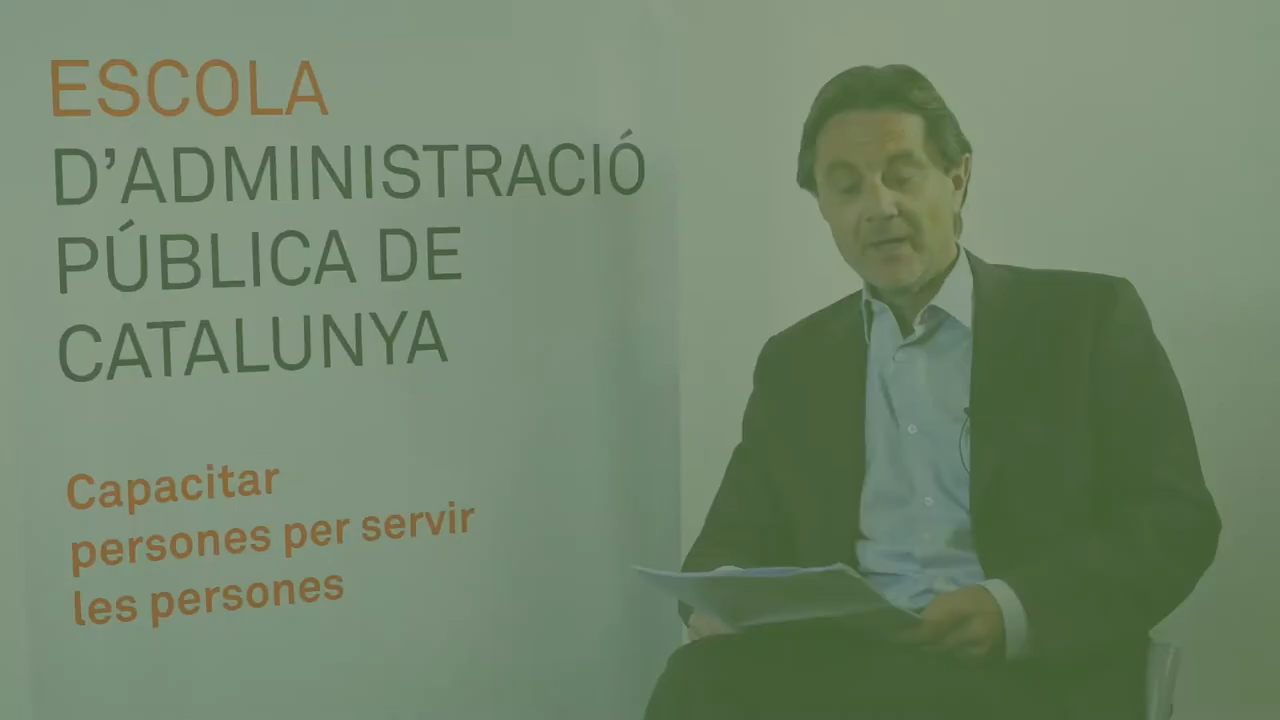 ESCOLA
D’ADMINISTRACIÓ
PÚBLICA DE
CATALUNYA
Capacitar
persones per servir
les persones